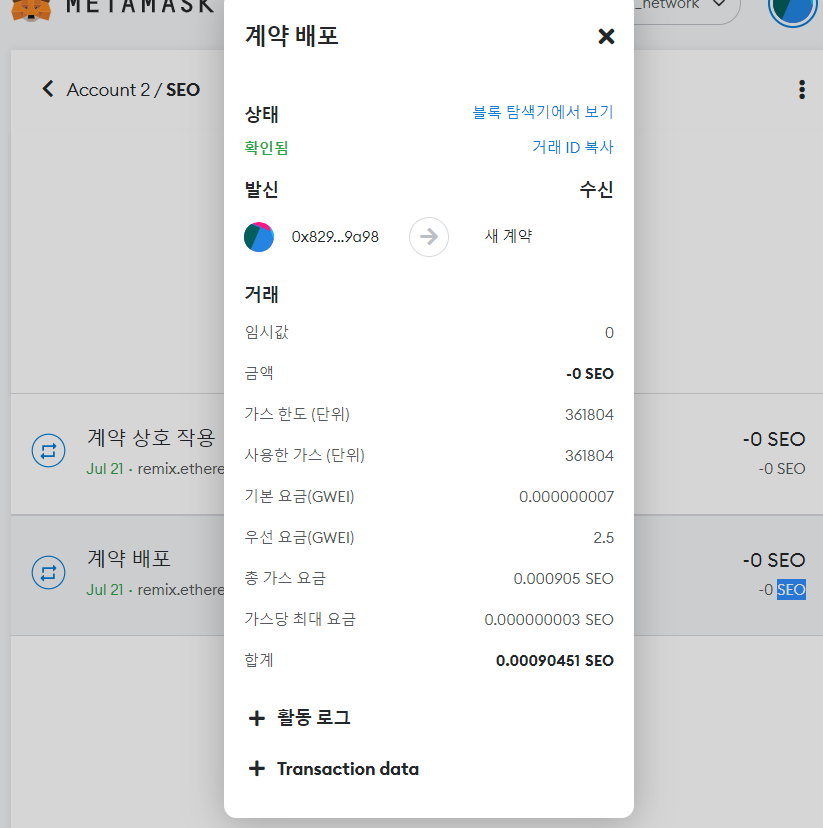 METAMASK
_network
계약 배포
Account 2 / SEO
상태
블록 탐색기에서 보기
확인됨
거래 ID 복사
발신
수신
0x829...9a98
새 계약
거래
임시값
0
금액
-0 SEO
가스 한도 (단위)
361804
사용한 가스 (단위)
361804
기본 요금(GWEI)
0.000000007
우선 요금(GWEI)
2.5
총 가스 요금
0.000905 SEO
가스당 최대 요금
0.000000003 SEO
합계
0.00090451 SEO
활동 로그
Transaction data
계약 상호 작용
-0 SEO
Jul 21 · remix.ethere
-0 SEO
계약 배포
-0 SEO
Jul 21 · remix.ethere
-0 SEO